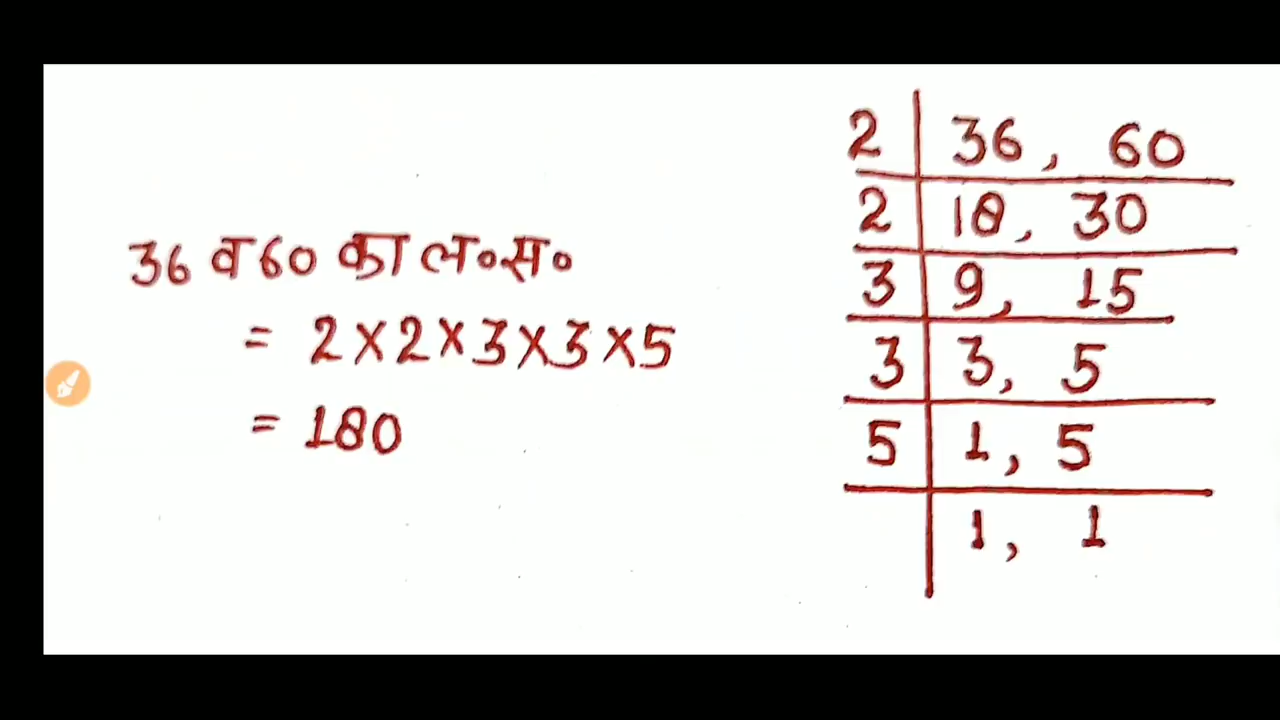 36 व 60 का ल०स०
= 2×2×3×3×5
= 180
2 | 36, 60
2 | 18, 30
3 | 9, 15
3 | 3, 5
5 | 1, 5
1, 1